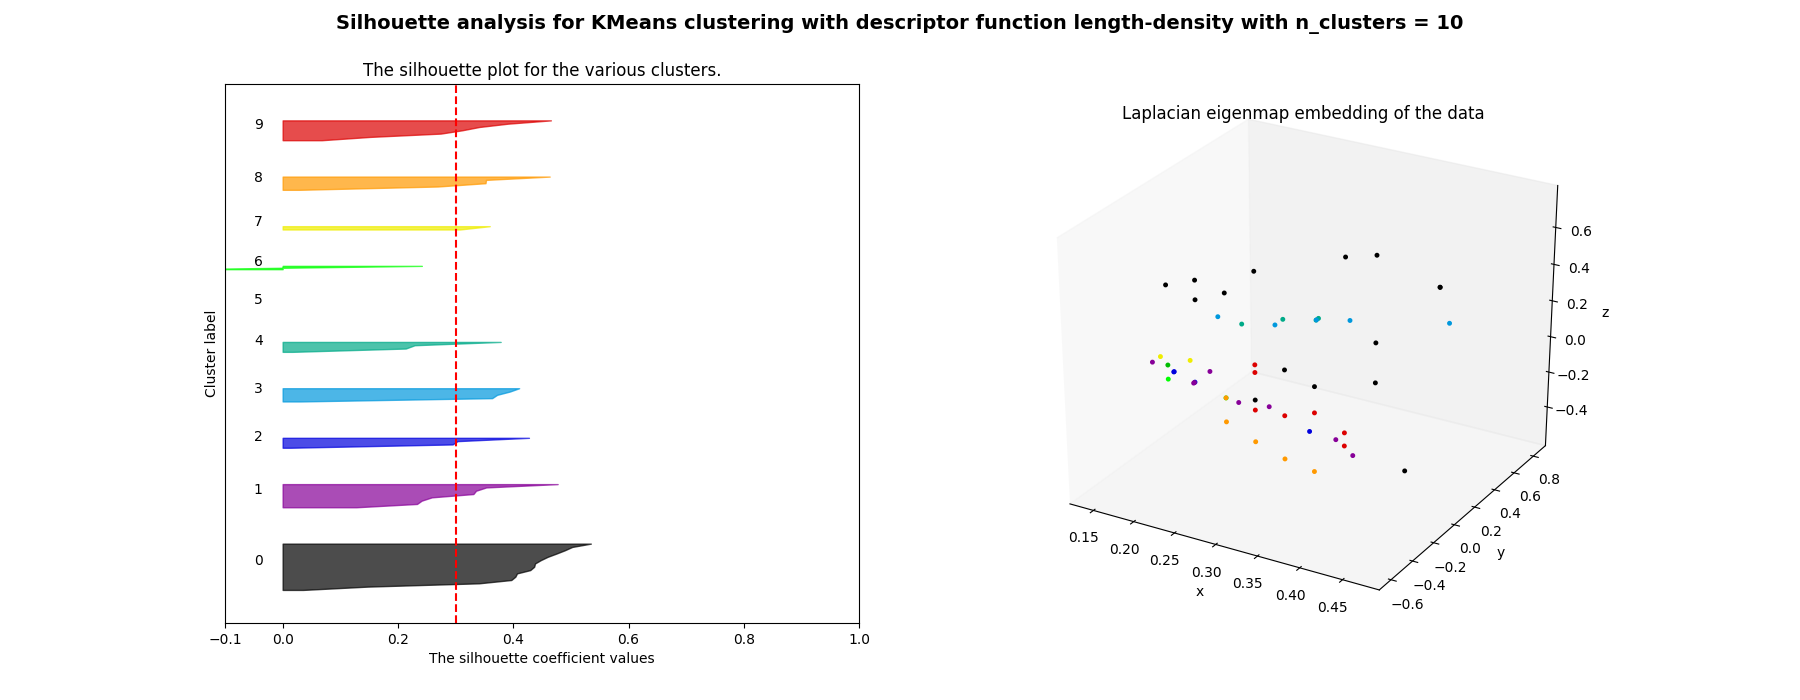 Silhouette analysis for KMeans clustering with descriptor function length-density with n_clusters = 10
The silhouette plot for the various clusters.
9
8
7
6
5
4
3
2
1
0
Cluster label
−0.1 0.0 0.2 0.4 0.6 0.8 1.0
The silhouette coefficient values
Laplacian eigenmap embedding of the data
0.6
0.4
0.2
0.0
−0.2
−0.4
z
0.8
0.6
0.4
0.2
0.0
−0.2
−0.4
−0.6
y
0.15 0.20 0.25 0.30 0.35 0.40 0.45
x